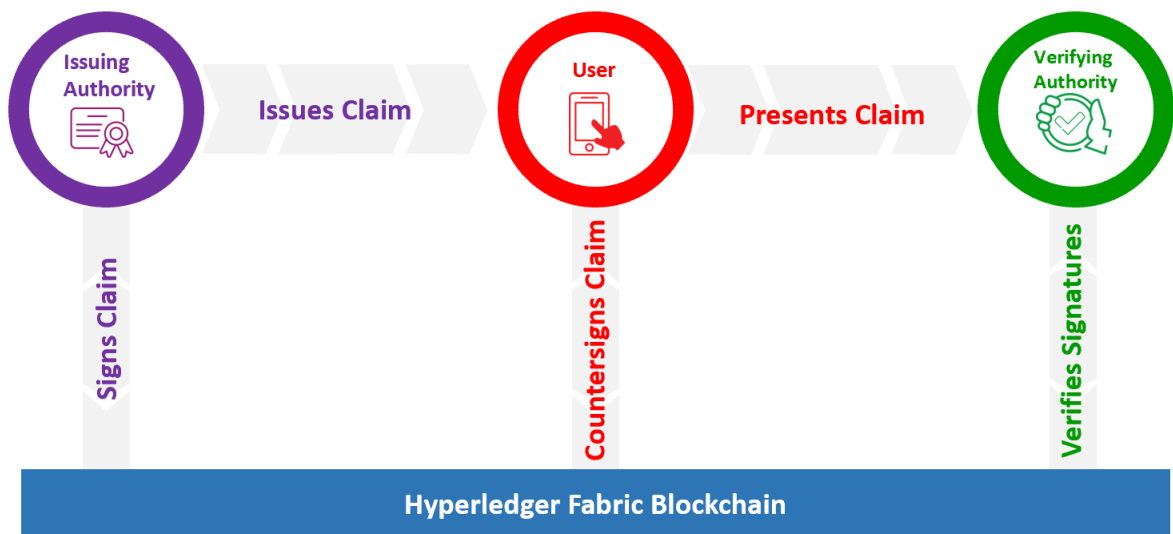 Issuing
Authority
Issues Claim
User
Presents Claim
Verifying
Authority
Signs Claim
Countersigns Claim
Verifies Signatures
Hyperledger Fabric Blockchain